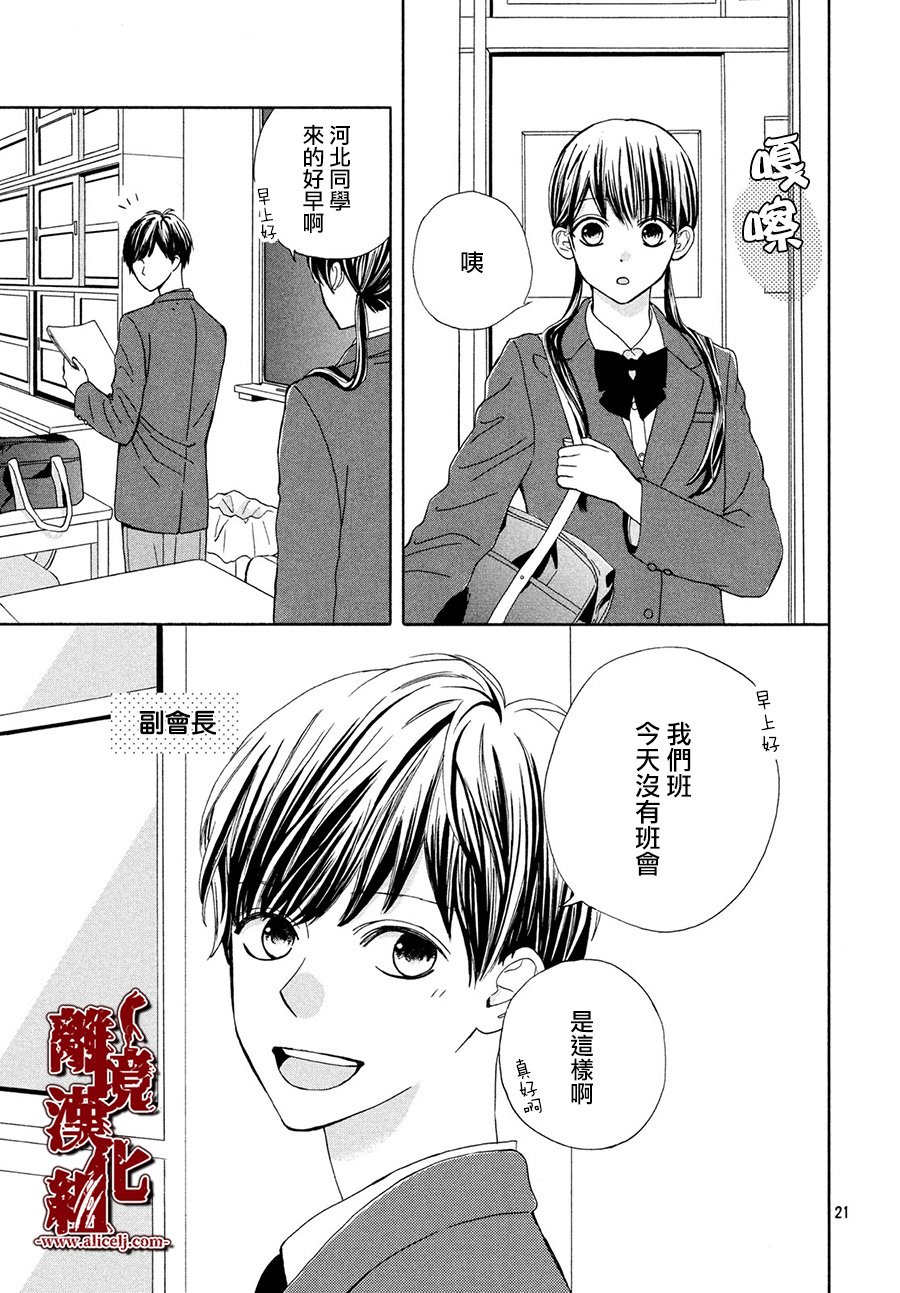 嘎嚓
咦
河北同學
來的好早啊
早上好
早上好
我們班
今天沒有班會
副會長
是這樣啊
真好啊
離境漢化組
-www.alicelj.com-
21